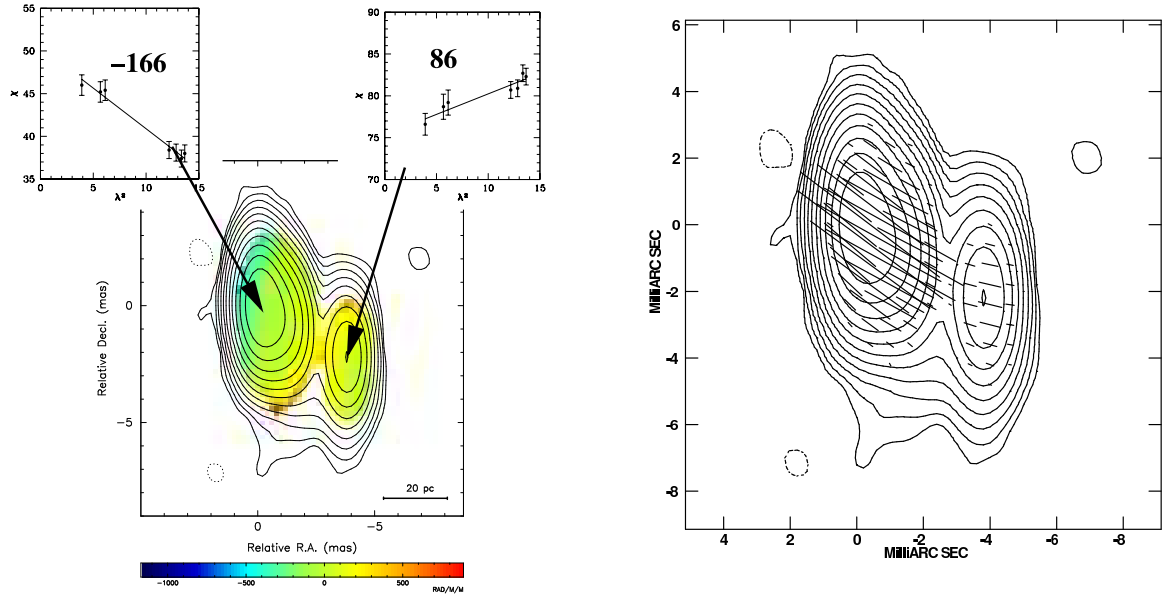 55
50
45
40
35
χ
−166
0 5 10 15
λ²
90
85
80
75
70
χ
86
0 5 10 15
λ²
0
−5
Relative Decl. (mas)
20 pc
0 −5
Relative R.A. (mas)
−1000 −500 0 500
RAD/M/M
6
4
2
0
-2
-4
-6
-8
MilliARC SEC
4 2 0 -2 -4 -6 -8
MilliARC SEC